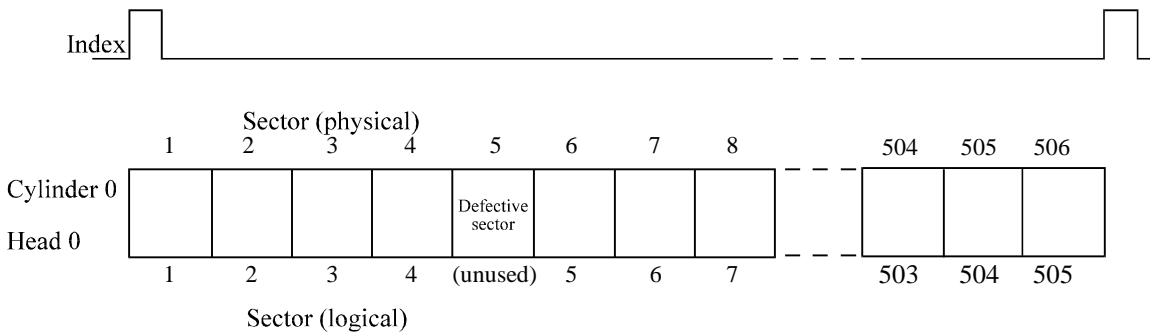 Index
Sector (physical)
1 2 3 4 5 6 7 8 504 505 506
Cylinder 0
Defective
sector
Head 0
1 2 3 4 (unused) 5 6 7 503 504 505
Sector (logical)